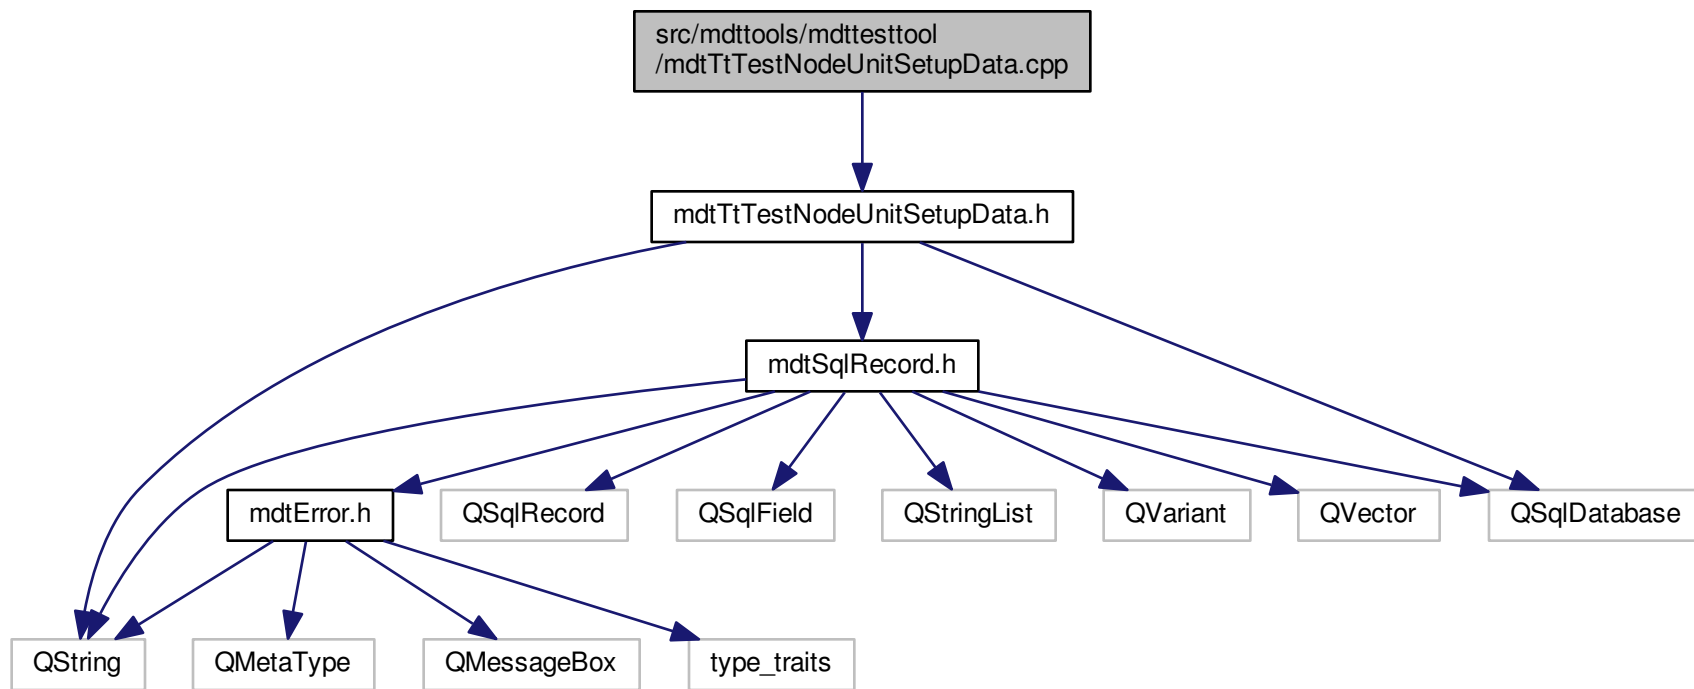 src/mdttools/mdttesttool
/mdtTtTestNodeUnitSetupData.cpp
mdtTtTestNodeUnitSetupData.h
mdtSqlRecord.h
mdtError.h
QSqlRecord
QSqlField
QStringList
QVariant
QVector
QSqlDatabase
QString
QMetaType
QMessageBox
type_traits